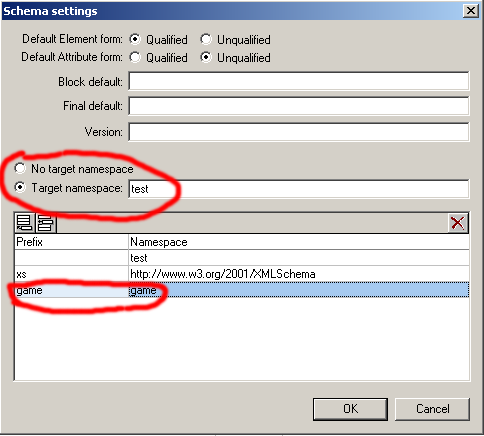 Schema settings
Default Element form: Qualified Unqualified
Default Attribute form: Qualified Unqualified
Block default:
Final default:
Version:
No target namespace
Target namespace: test
Prefix Namespace
test
xs http://www.w3.org/2001/XMLSchema
game game
OK Cancel